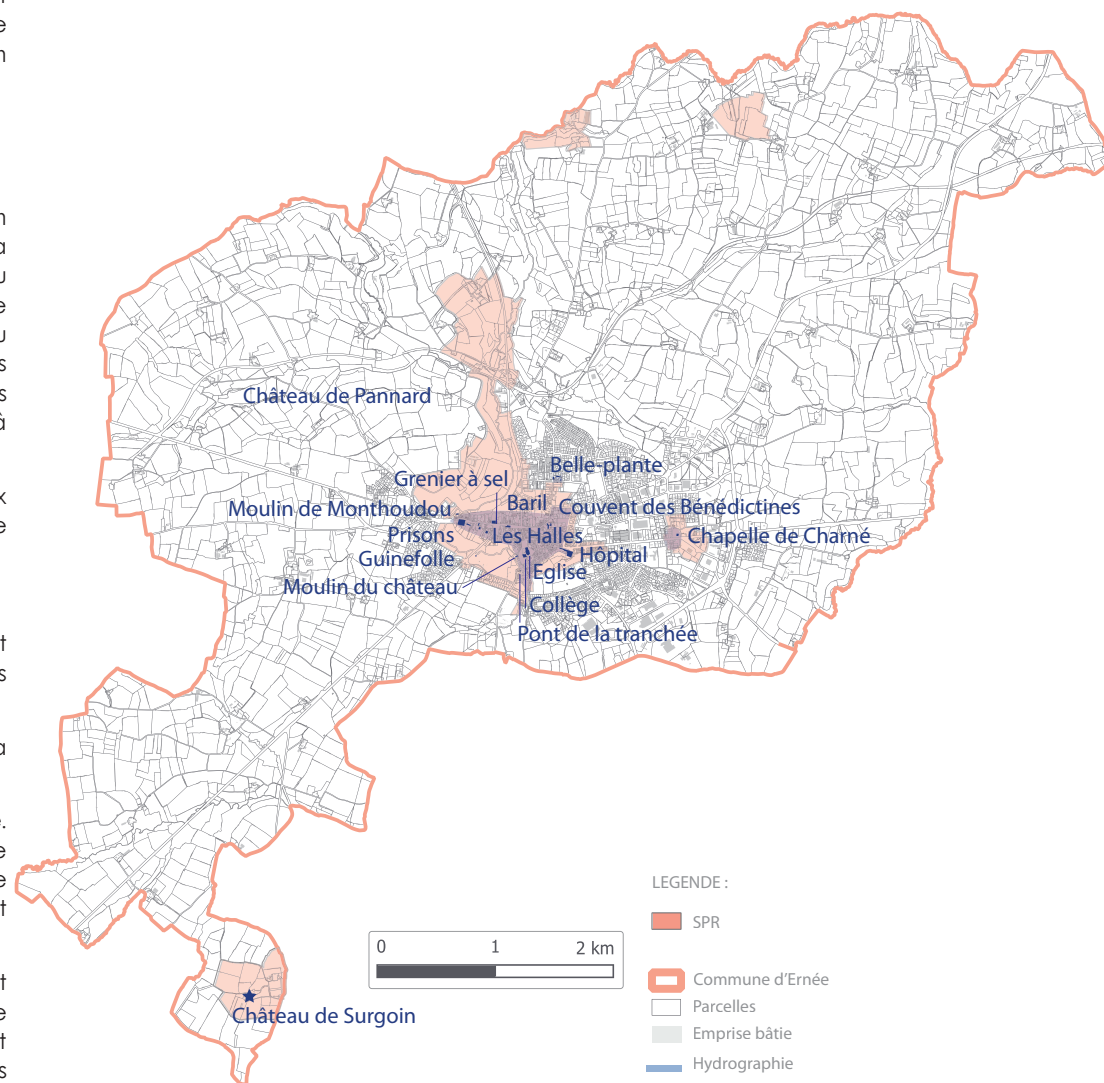 t
e
n
n
a
u
e
u
s
s
à
x
e
t
s
a
.
e
e
t
t
e
t
s
Château de Pannard
Belle-plante
Grenier à sel
Baril
Couvent des Bénédictines
Moulin de Monthoudou
Prisons
Les Halles
Chapelle de Charné
Guinefolle
Hôpital
Eglise
Moulin du château
Collège
Pont de la tranchée
LEGENDE :
SPR
0 1 2 km
Commune d'Ernée
Parcelles
Château de Surgoin
Emprise bâtie
Hydrographie